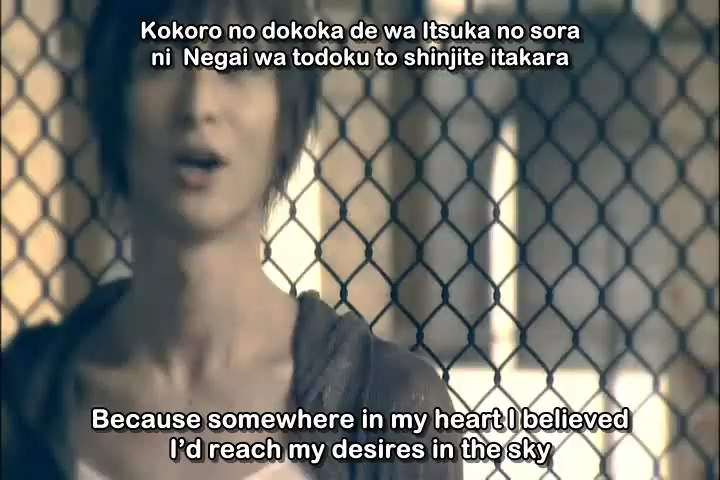 Kokoro no dokoka de wa Itsuka no sora
ni Negai wa todoku to shinjite itakara
Because somewhere in my heart I believed
I'd reach my desires in the sky